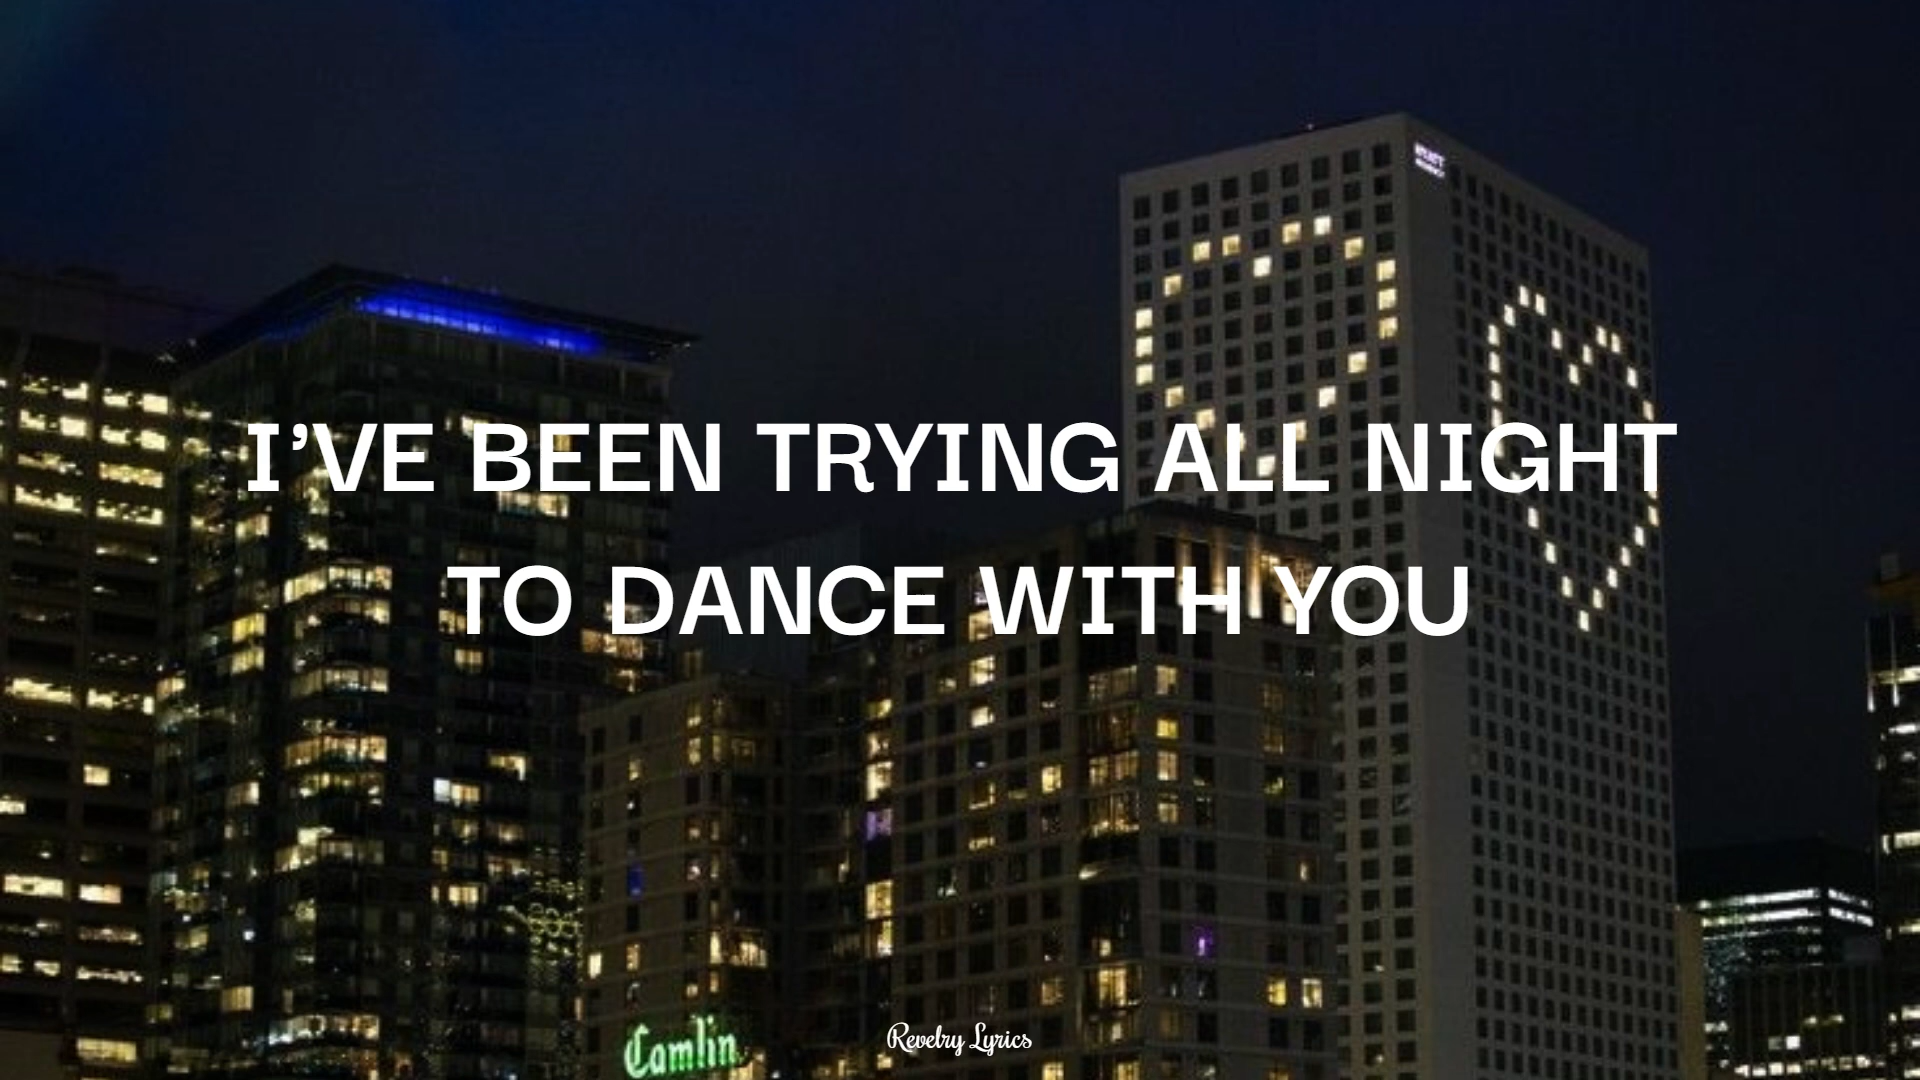 I’VE BEEN TRYING ALL NIGHT
TO DANCE WITH YOU
Camlin
Revelry Lyrics